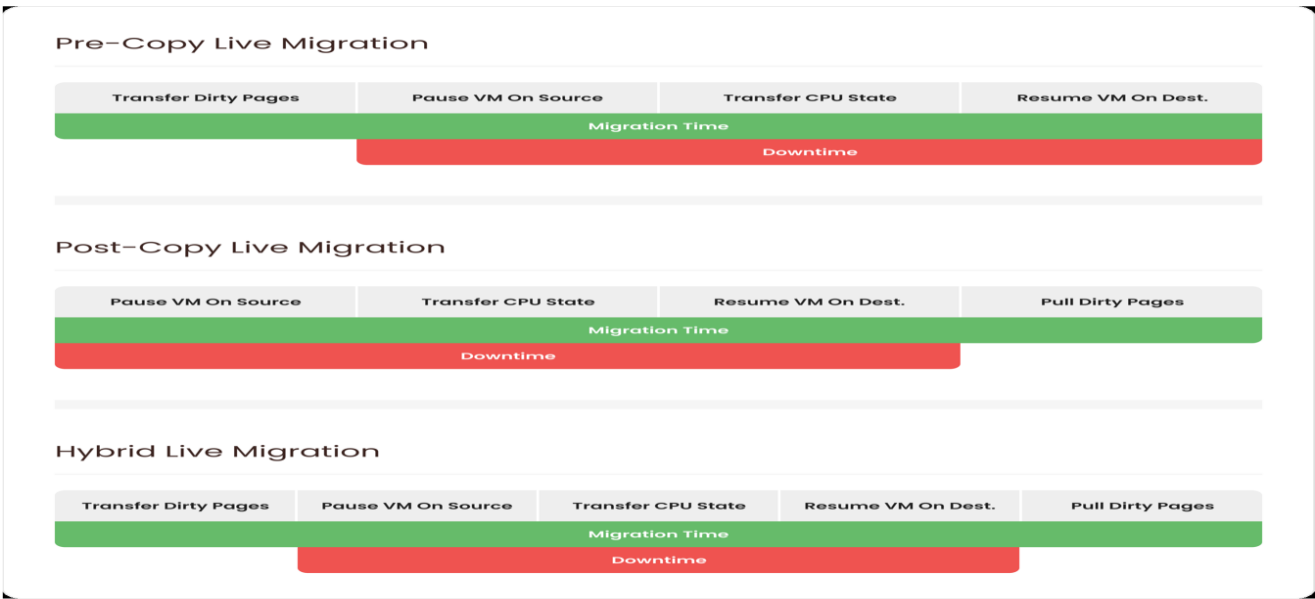 Pre-Copy Live Migration
Transfer Dirty Pages Pause VM On Source Transfer CPU State Resume VM On Dest.
Migration Time
Downtime
Post-Copy Live Migration
Pause VM On Source Transfer CPU State Resume VM On Dest. Pull Dirty Pages
Migration Time
Downtime
Hybrid Live Migration
Transfer Dirty Pages Pause VM On Source Transfer CPU State Resume VM On Dest. Pull Dirty Pages
Migration Time
Downtime